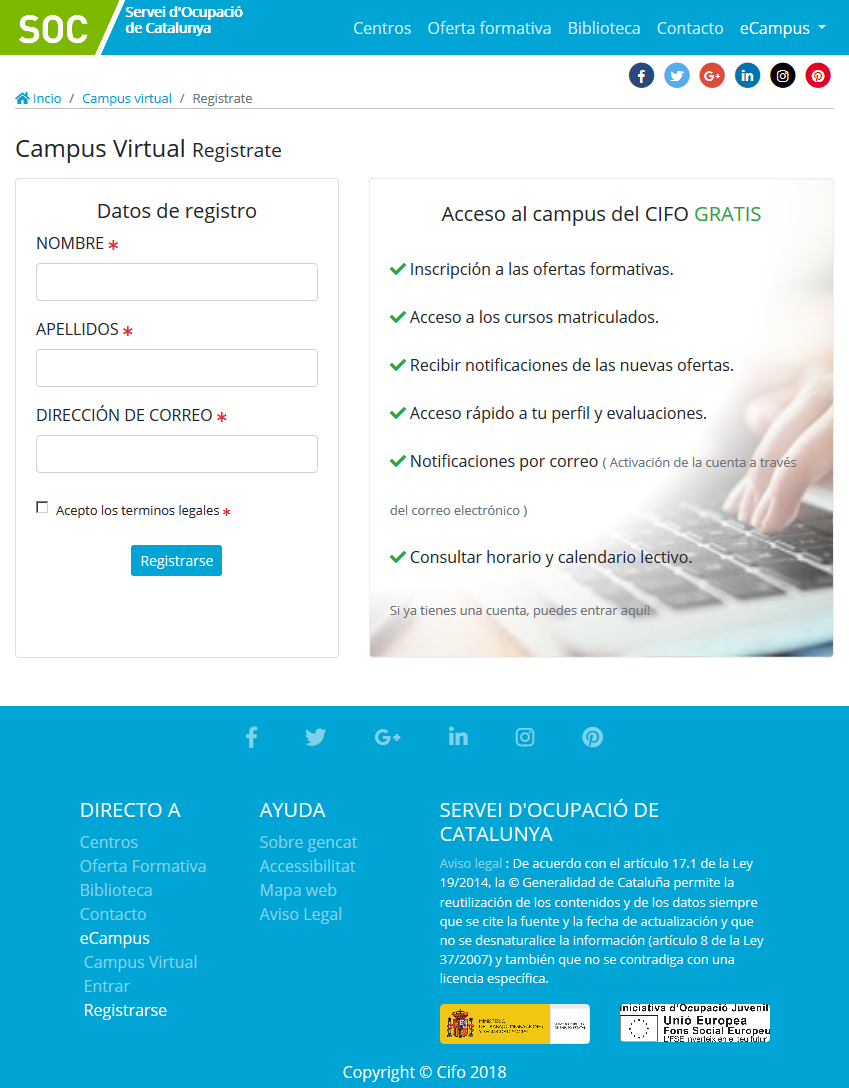 SOC
Servei d'Ocupació
de Catalunya
Centros
Oferta formativa
Biblioteca
Contacto
eCampus
Incio / Campus virtual / Registrate
Campus Virtual Registrate
Datos de registro
NOMBRE *
APELLIDOS *
DIRECCIÓN DE CORREO *
Acepto los terminos legales *
Registrarse
Acceso al campus del CIFO GRATIS
Inscripción a las ofertas formativas.
Acceso a los cursos matriculados.
Recibir notificaciones de las nuevas ofertas.
Acceso rápido a tu perfil y evaluaciones.
Notificaciones por correo ( Activación de la cuenta a través
del correo electrónico )
Consultar horario y calendario lectivo.
Si ya tienes una cuenta, puedes entrar aquí!
DIRECTO A
Centros
Oferta Formativa
Biblioteca
Contacto
eCampus
Campus Virtual
Entrar
Registrarse
AYUDA
Sobre gencat
Accessibilitat
Mapa web
Aviso Legal
SERVEI D'OCUPACIÓ DE
CATALUNYA
Aviso legal : De acuerdo con el artículo 17.1 de la Ley
19/2014, la © Generalidad de Cataluña permite la
reutilización de los contenidos y de los datos siempre
que se cite la fuente y la fecha de actualización y que
no se desnaturalice la información (artículo 8 de la Ley
37/2007) y también que no se contradiga con una
licencia específica.
MINISTERIO
DE TRABAJO, MIGRACIONES
Y SEGURIDAD SOCIAL
Iniciativa d'Ocupació Juvenil
Unió Europea
Fons Social Europeu
L'FSE inverteix en el teu futur
Copyright © Cifo 2018